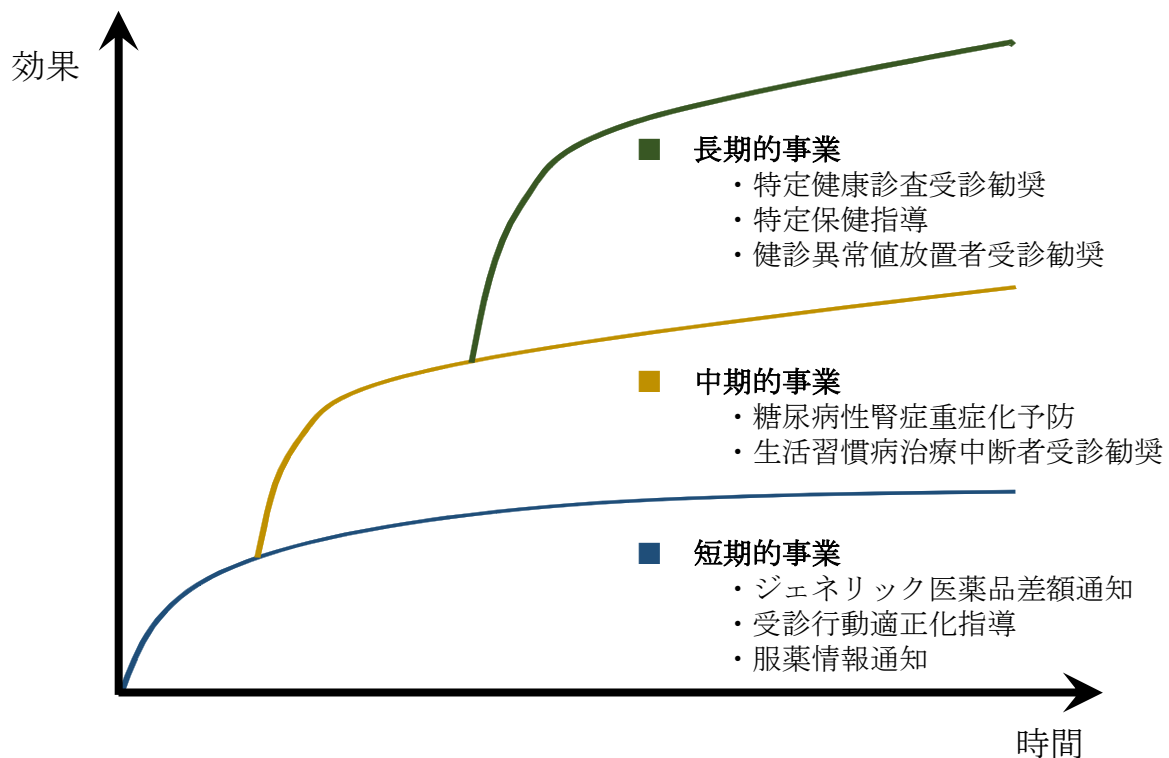 効果
■ 長期的事業
・特定健康診査受診勧奨
・特定保健指導
・健診異常値放置者受診勧奨
■ 中期的事業
・糖尿病性腎症重症化予防
・生活習慣病治療中断者受診勧奨
■ 短期的事業
・ジェネリック医薬品差額通知
・受診行動適正化指導
・服薬情報通知
時間